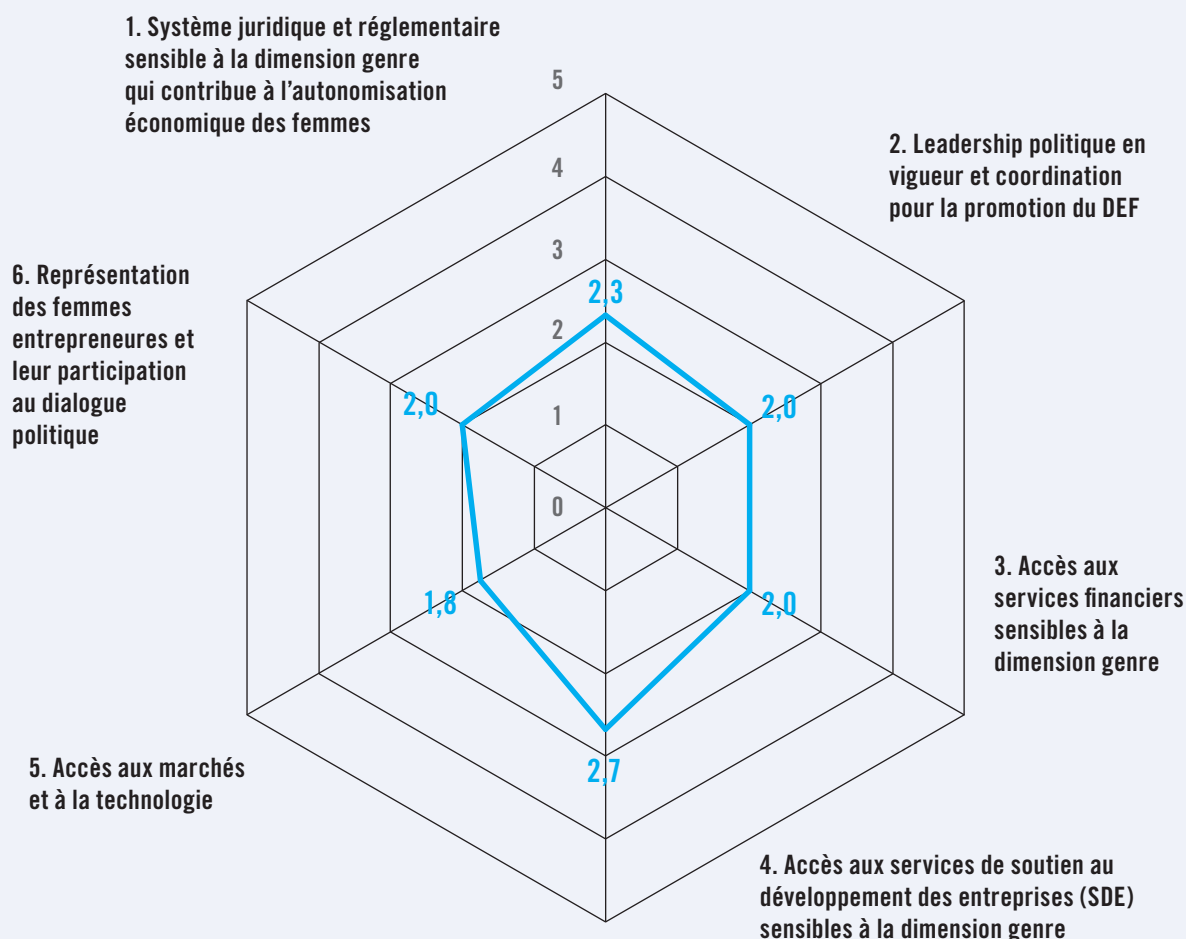 1. Système juridique et réglementaire
sensible à la dimension genre
qui contribue à l'autonomisation
économique des femmes
2. Leadership politique en
vigueur et coordination
pour la promotion du DEF
3. Accès aux
services financiers
sensibles à la
dimension genre
4. Accès aux services de soutien au
développement des entreprises (SDE)
sensibles à la dimension genre
5. Accès aux marchés
et à la technologie
6. Représentation
des femmes
entrepreneures et
leur participation
au dialogue
politique
5
4
3
2
1
0
2,3
2,0
2,0
2,7
1,8
2,0